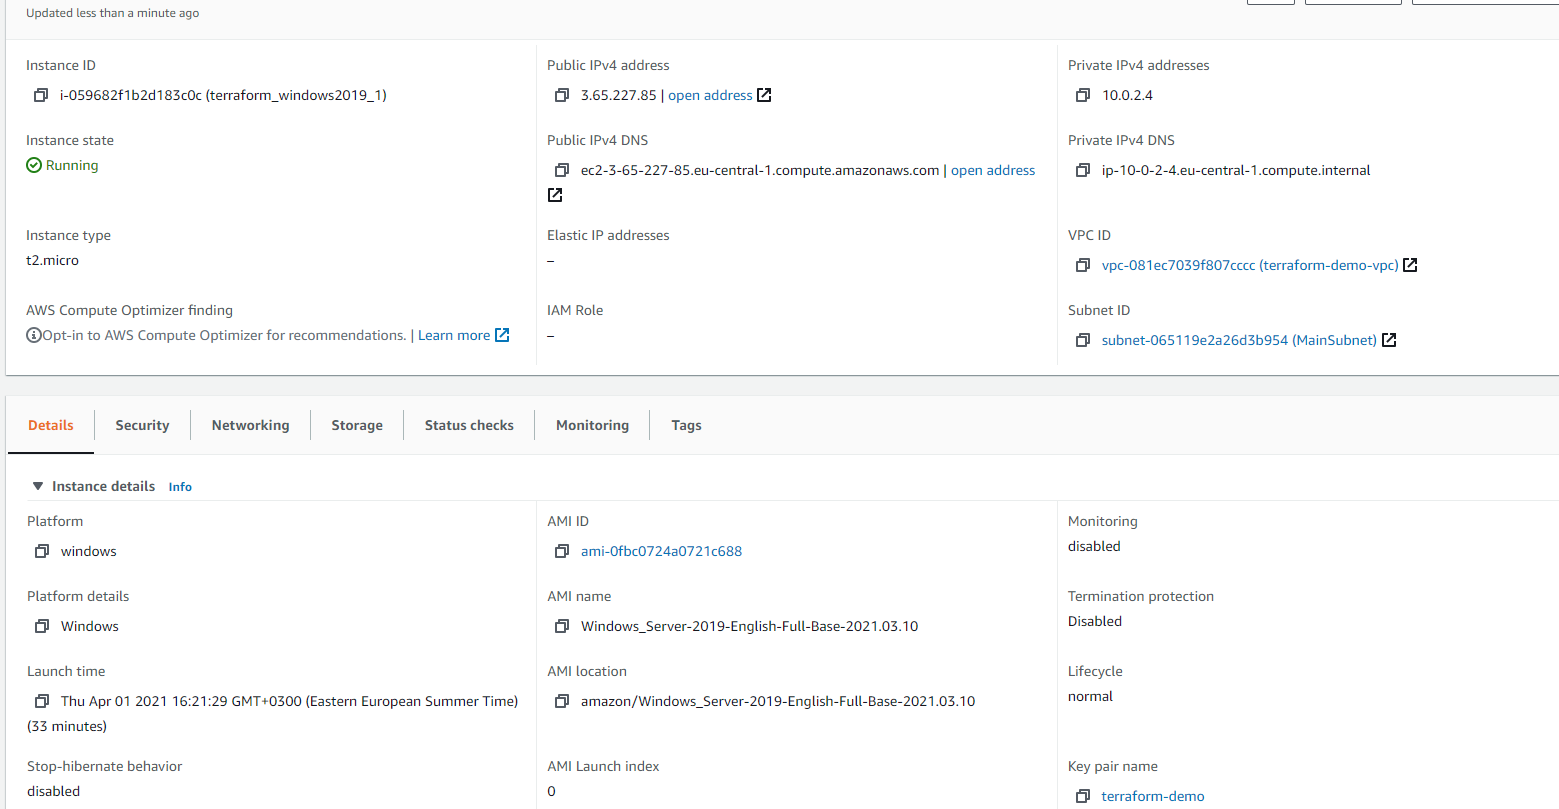 Updated less than a minute ago
Instance ID
i-059682f1b2d183c0c (terraform_windows2019_1)
Public IPv4 address
3.65.227.85 | open address
Private IPv4 addresses
10.0.2.4
Instance state
Running
Public IPv4 DNS
ec2-3-65-227-85.eu-central-1.compute.amazonaws.com | open address
Private IPv4 DNS
ip-10-0-2-4.eu-central-1.compute.internal
Instance type
t2.micro
Elastic IP addresses
–
VPC ID
vpc-081ec7039f807cccc (terraform-demo-vpc)
AWS Compute Optimizer finding
Opt-in to AWS Compute Optimizer for recommendations. | Learn more
IAM Role
–
Subnet ID
subnet-065119e2a26d3b954 (MainSubnet)
Details
Security
Networking
Storage
Status checks
Monitoring
Tags
Instance details Info
Platform
windows
AMI ID
ami-0fbc0724a0721c688
Monitoring
disabled
Platform details
Windows
AMI name
Windows_Server-2019-English-Full-Base-2021.03.10
Termination protection
Disabled
Launch time
Thu Apr 01 2021 16:21:29 GMT+0300 (Eastern European Summer Time)
(33 minutes)
AMI location
amazon/Windows_Server-2019-English-Full-Base-2021.03.10
Lifecycle
normal
Stop-hibernate behavior
disabled
AMI Launch index
0
Key pair name
terraform-demo